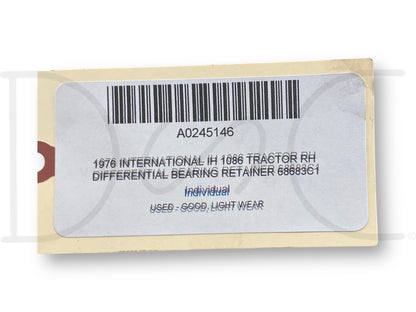 A0245146
1976 INTERNATIONAL IH 1086 TRACTOR RH
DIFFERENTIAL BEARING RETAINER 68683C1
Individual
USED - GOOD, LIGHT WEAR